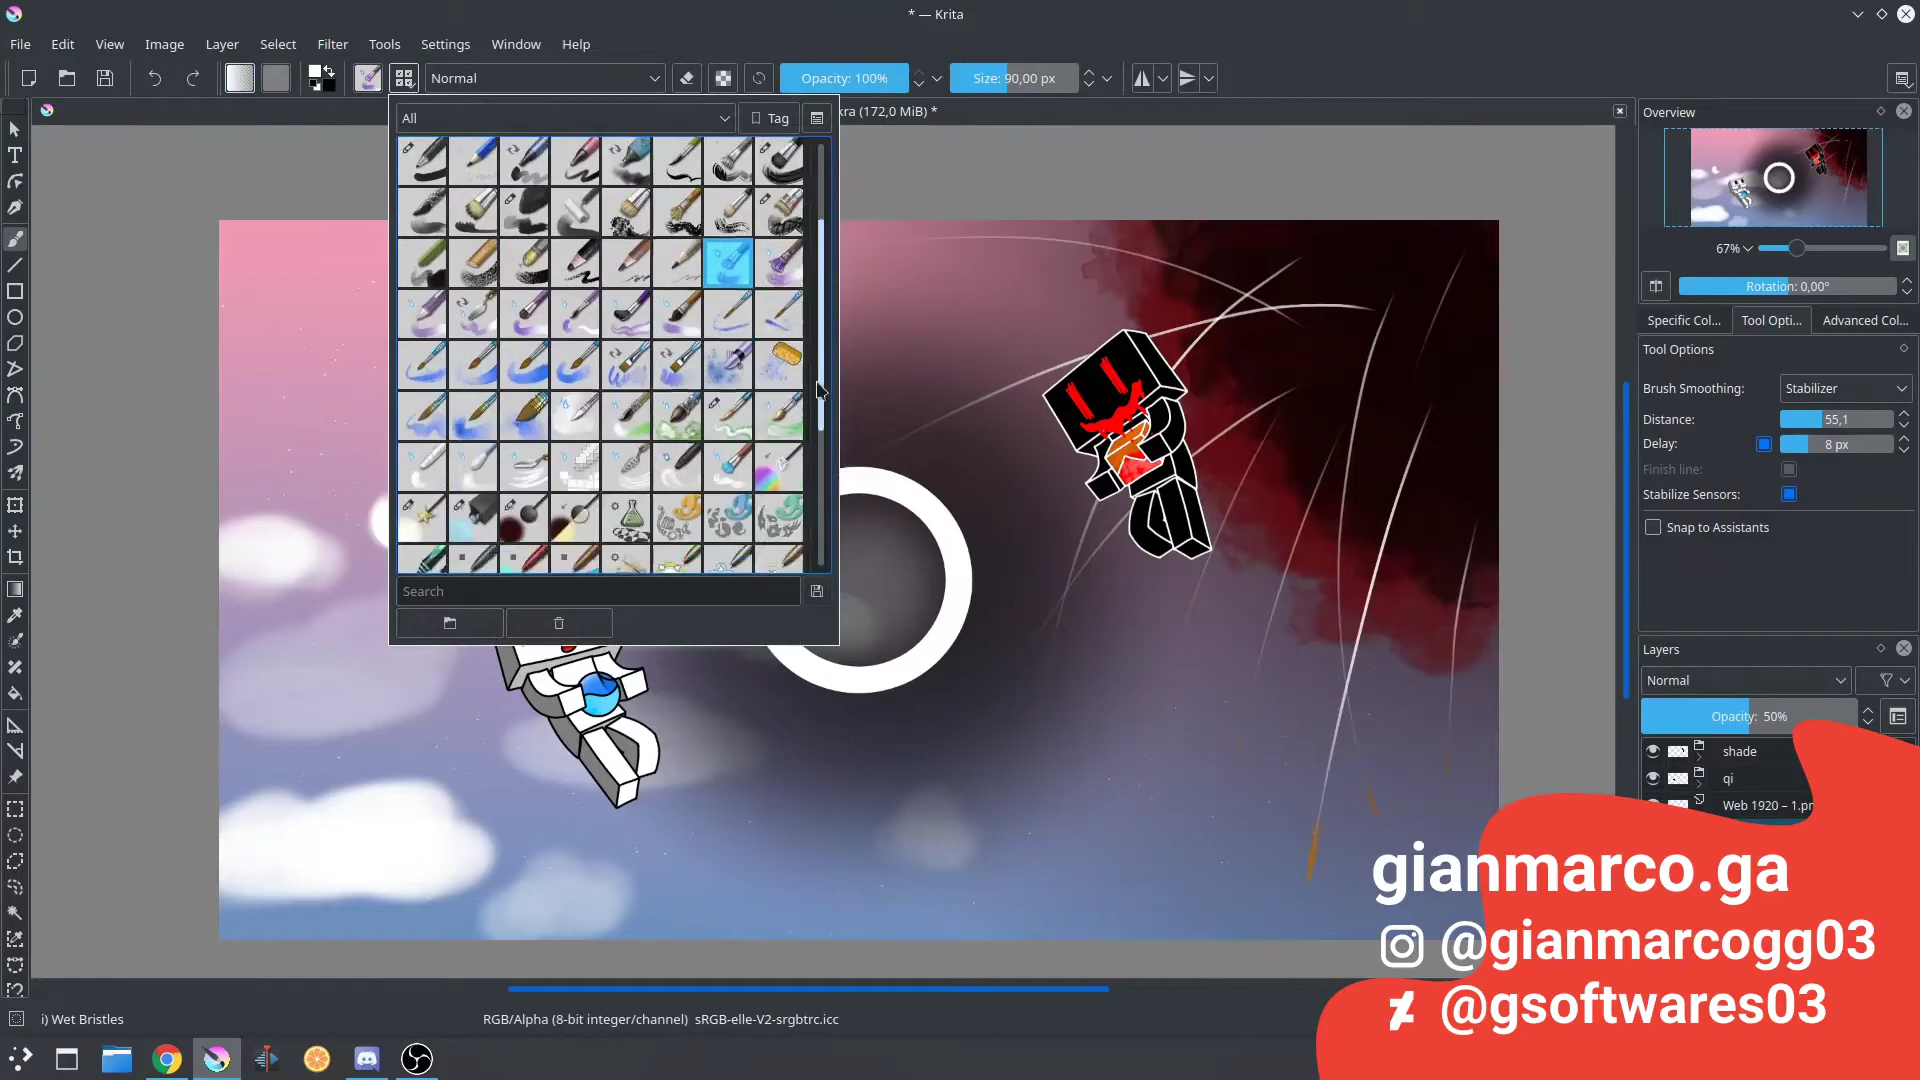 * — Krita
File Edit View Image Layer Select Filter Tools Settings Window Help
Normal
Opacity: 100%
Size: 90,00 px
kra (172,0 MiB) *
All
Tag
Search
Overview
67%
Rotation: 0,00°
Specific Col... Tool Opti... Advanced Col...
Tool Options
Brush Smoothing: Stabilizer
Distance: 55,1
Delay: 8 px
Finish line:
Stabilize Sensors:
Snap to Assistants
Layers
Normal
Opacity: 50%
shade
qi
Web 1920 – 1.pr
gianmarco.ga
@gianmarcogg03
@gsoftwares03
i) Wet Bristles
RGB/Alpha (8-bit integer/channel) sRGB-elle-V2-srgbtrc.icc